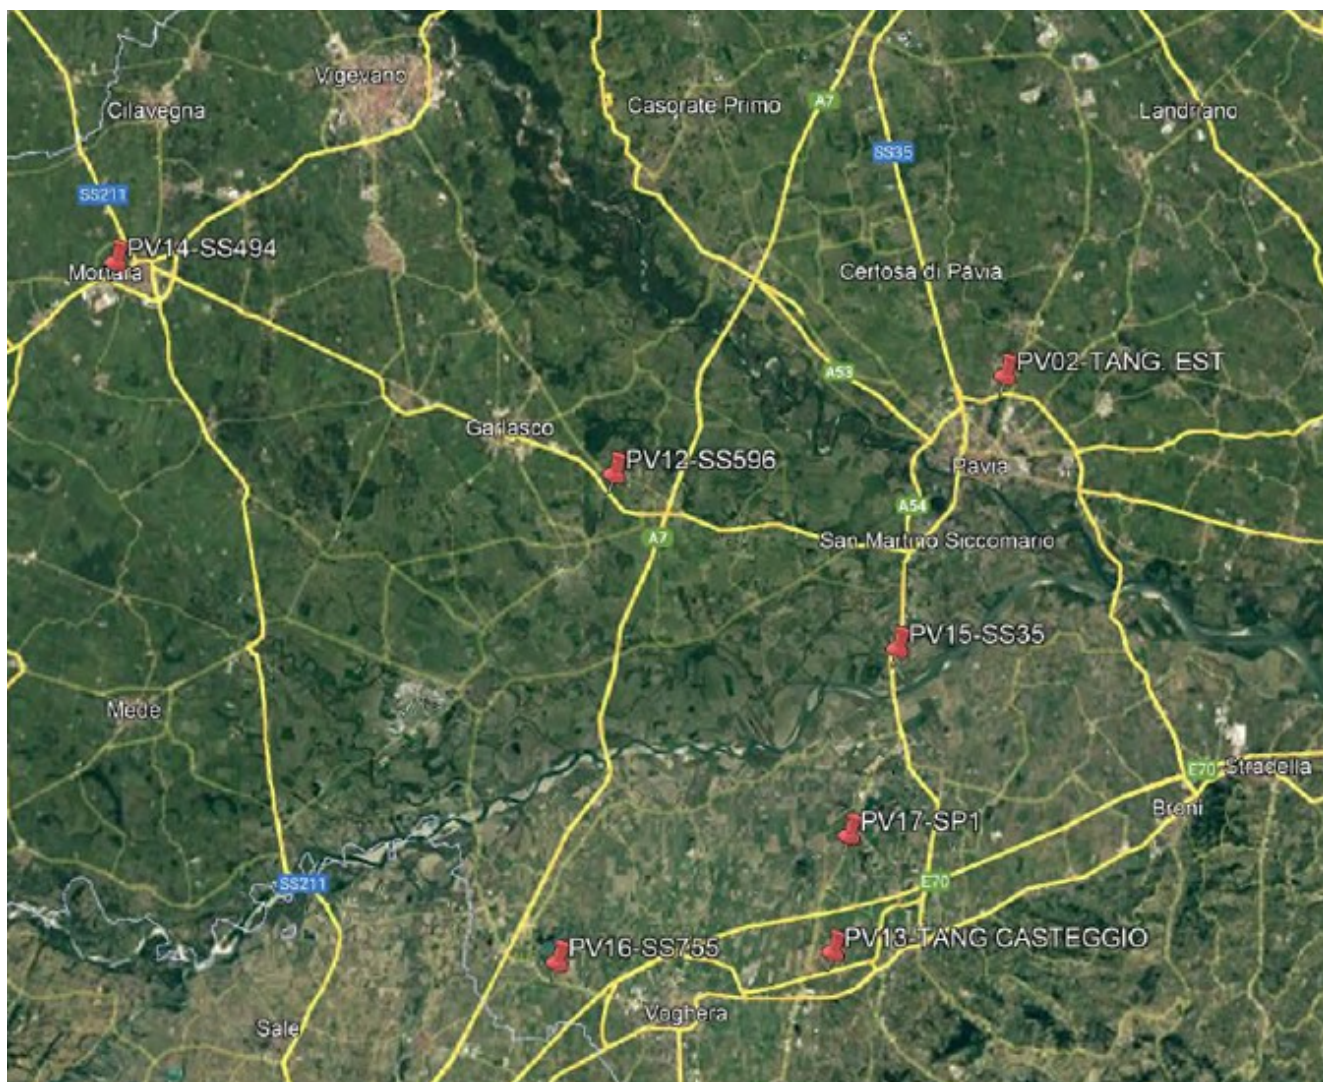 Vigevano
Cilavegna
Casorate Primo
A7
Landriano
SS35
SS211
PV14-SS494
Mortara
Certosa di Pavia
A53
PV02-TANG. EST
Garlasco
PV12-SS596
Pavia
A54
A7
San Martino Siccomario
PV15-SS35
Mede
E70
Stradella
Broni
PV17-SP1
SS211
E70
PV13-TANG CASTEGGIO
PV16-SS755
Voghera
Sale